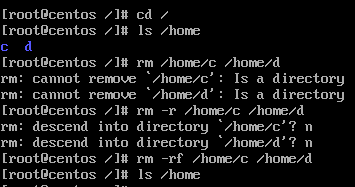 [root@centos /]# cd /
[root@centos /]# ls /home
c  d
[root@centos /]# rm /home/c /home/d
rm: cannot remove `/home/c': Is a directory
rm: cannot remove `/home/d': Is a directory
[root@centos /]# rm -r /home/c /home/d
rm: descend into directory `/home/c'? n
rm: descend into directory `/home/d'? n
[root@centos /]# rm -rf /home/c /home/d
[root@centos /]# ls /home